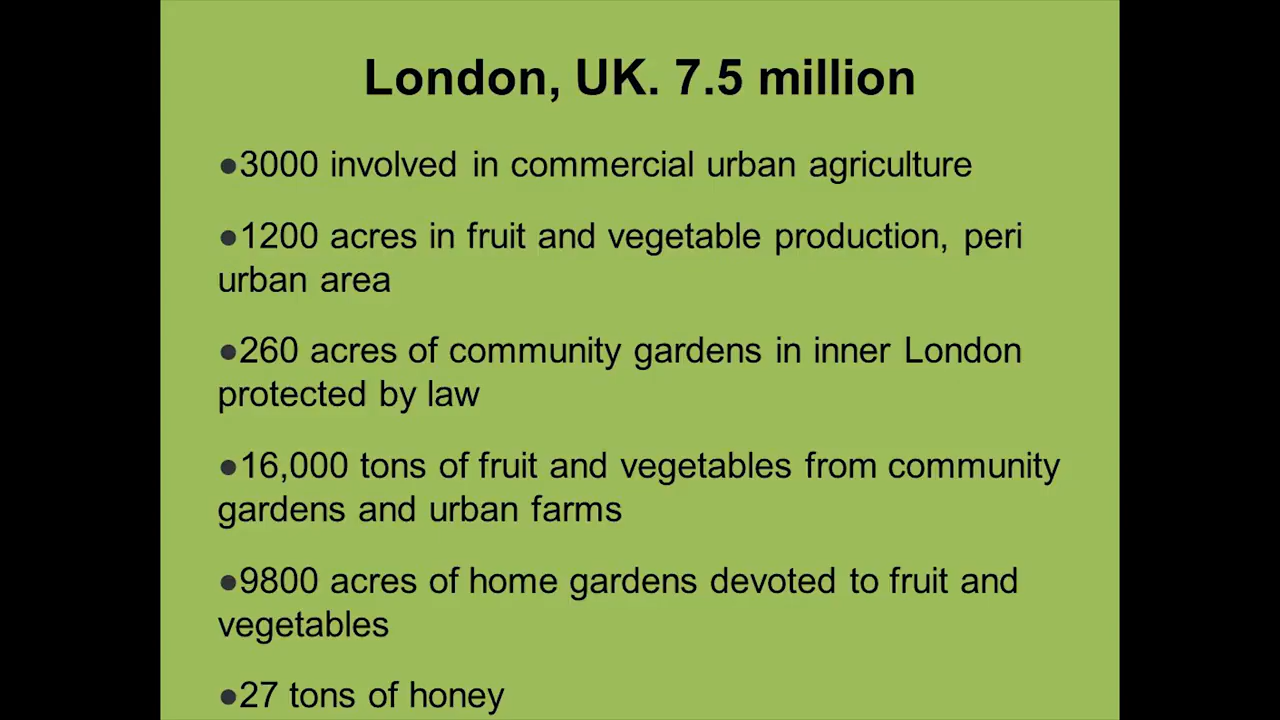 London, UK. 7.5 million
●3000 involved in commercial urban agriculture
●1200 acres in fruit and vegetable production, peri
urban area
●260 acres of community gardens in inner London
protected by law
●16,000 tons of fruit and vegetables from community
gardens and urban farms
●9800 acres of home gardens devoted to fruit and
vegetables
●27 tons of honey